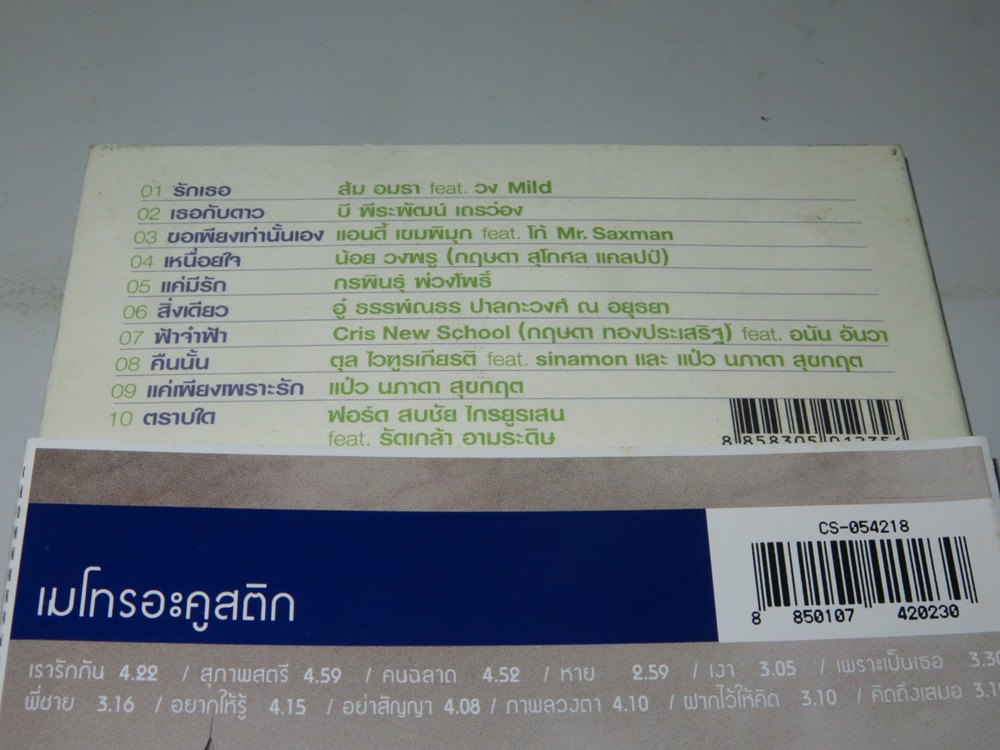 01 รักเธอ ส้ม อมรา feat. วง Mild
02 เธอกับดาว บี พีระพัฒน์ เถรว่อง
03 ขอเพียงเท่านั้นเอง แอนดี้ เขมพิมุก feat. โก้ Mr. Saxman
04 เหนื่อยใจ น้อย วงพรู (กฤษดา สุโกศล แคลปป์)
05 แค่มีรัก กรพินธุ์ พ่วงโพธิ์
06 สิ่งเดียว อู๋ ธรรพ์ณธร ปาลกะวงศ์ ณ อยุธยา
07 ฟ้าจ๋าฟ้า Cris New School (กฤษดา ทองประเสริฐ) feat. อนัน อันวา
08 คืนนั้น ตุล ไวฑูรเกียรติ feat. sinamon และ แป๋ว นภาดา สุขกฤต
09 แค่เพียงเพราะรัก แป๋ว นภาดา สุขกฤต
10 ตราบใด ฟอร์ด สบชัย ไกรยูรเสน
feat. รัดเกล้า อามระดิษ
8 858305
CS-054218
8 850107 420230
เมโทรอะคูสติก
เรารักกัน 4.22 / สุภาพสตรี 4.59 / คนฉลาด 4.52 / หาย 2.59 / เงา 3.05 / เพราะเป็นเธอ 3.30
พี่ชาย 3.16 / อยากให้รู้ 4.15 / อย่าสัญญา 4.08 / ภาพลวงตา 4.10 / ฝากไว้ให้คิด 3.10 / คิดถึงเสมอ